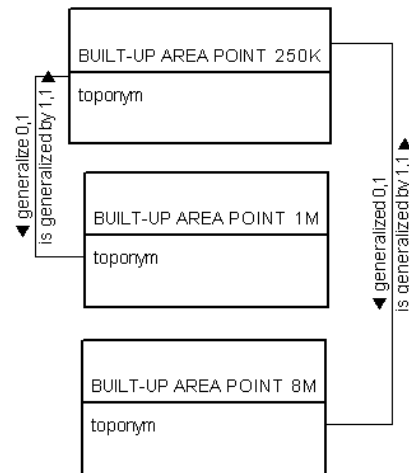 BUILT-UP AREA POINT 250K
toponym
◄ generalize 0,1
is generalized by 1,1 ►
BUILT-UP AREA POINT 1M
toponym
◄ generalized 0,1
is generalized by 1,1 ►
BUILT-UP AREA POINT 8M
toponym